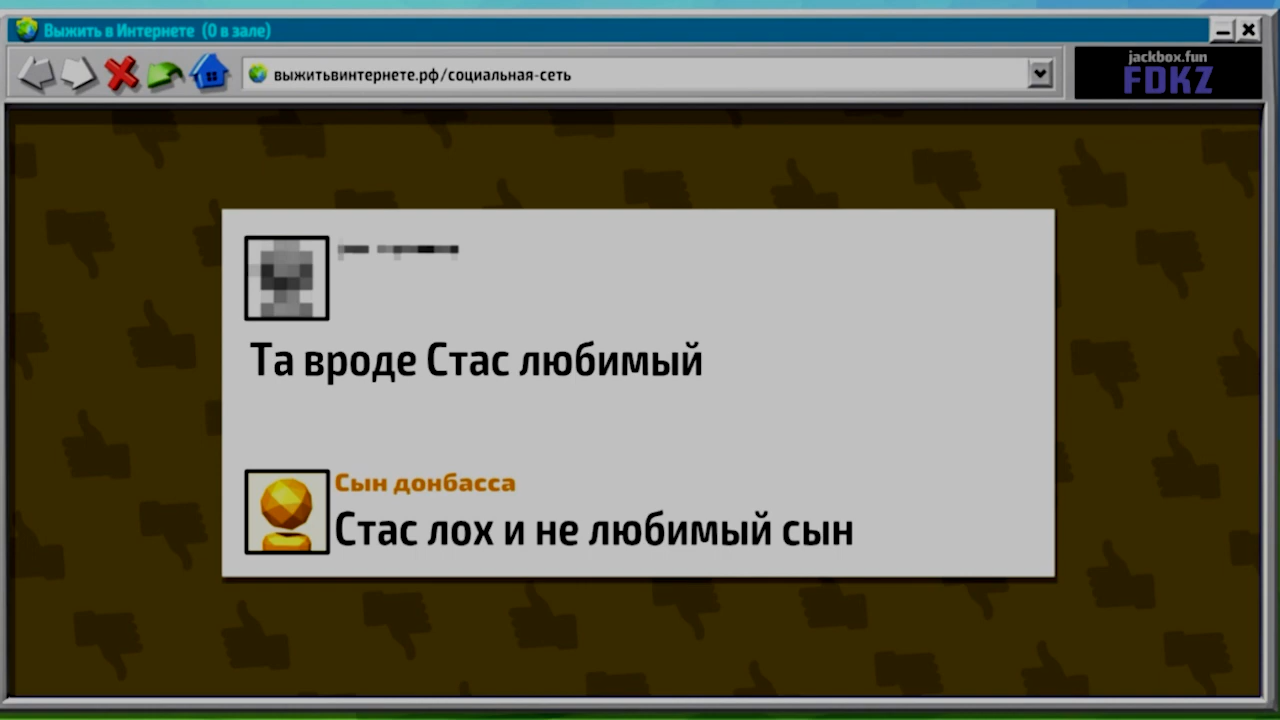 Выжить в Интернете (0 в зале)
выжитьвинтернете.рф/социальная-сеть
jackbox.fun
FDKZ
Та вроде Стас любимый
Сын донбасса
Стас лох и не любимый сын